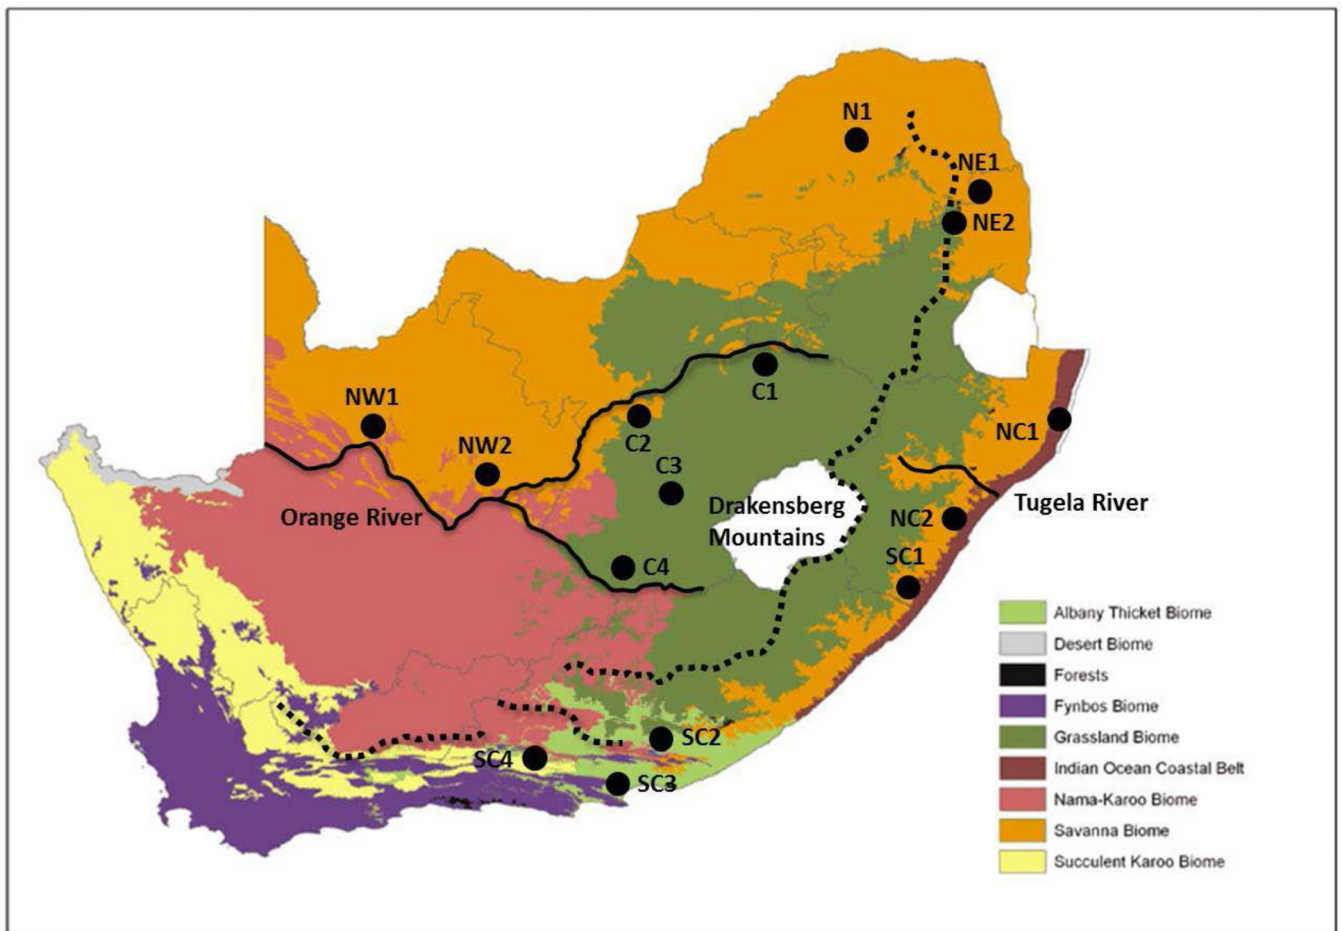 N1
NE1
NE2
NW1
C1
NW2
C2
NC1
C3
Orange River
Drakensberg
Mountains
NC2
Tugela River
SC1
C4
SC2
SC4
SC3
Albany Thicket Biome
Desert Biome
Forests
Fynbos Biome
Grassland Biome
Indian Ocean Coastal Belt
Nama-Karoo Biome
Savanna Biome
Succulent Karoo Biome